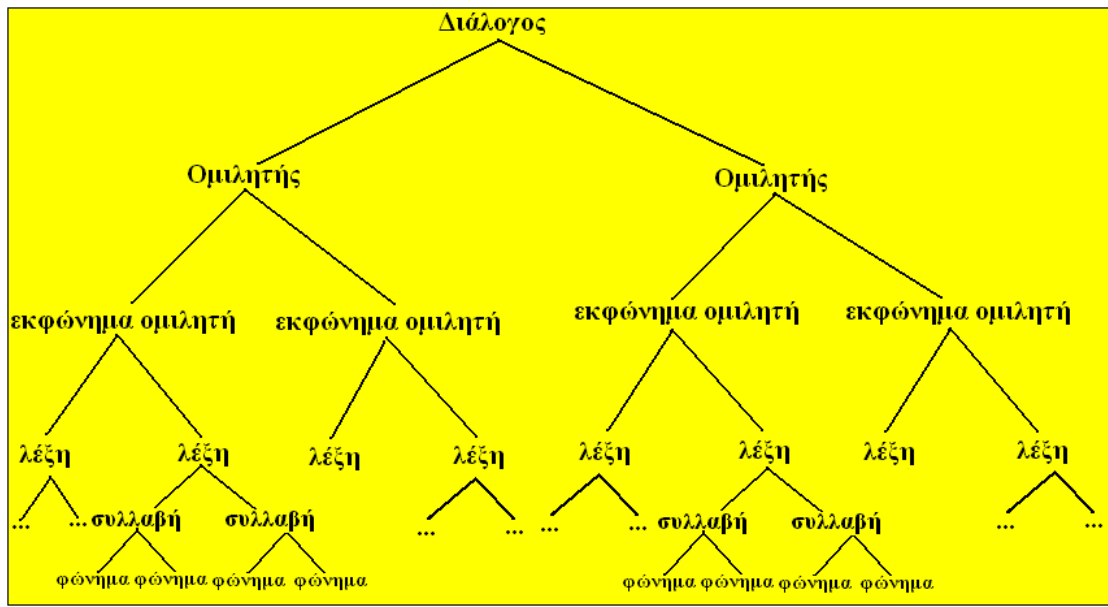 Διάλογος
Ομιλητής Ομιλητής
εκφώνημα ομιλητή εκφώνημα ομιλητή εκφώνημα ομιλητή εκφώνημα ομιλητή
λέξη λέξη λέξη λέξη λέξη λέξη λέξη λέξη
... ... συλλαβή συλλαβή ... ... ... ... συλλαβή συλλαβή ... ...
φώνημα φώνημα φώνημα φώνημα φώνημα φώνημα φώνημα φώνημα